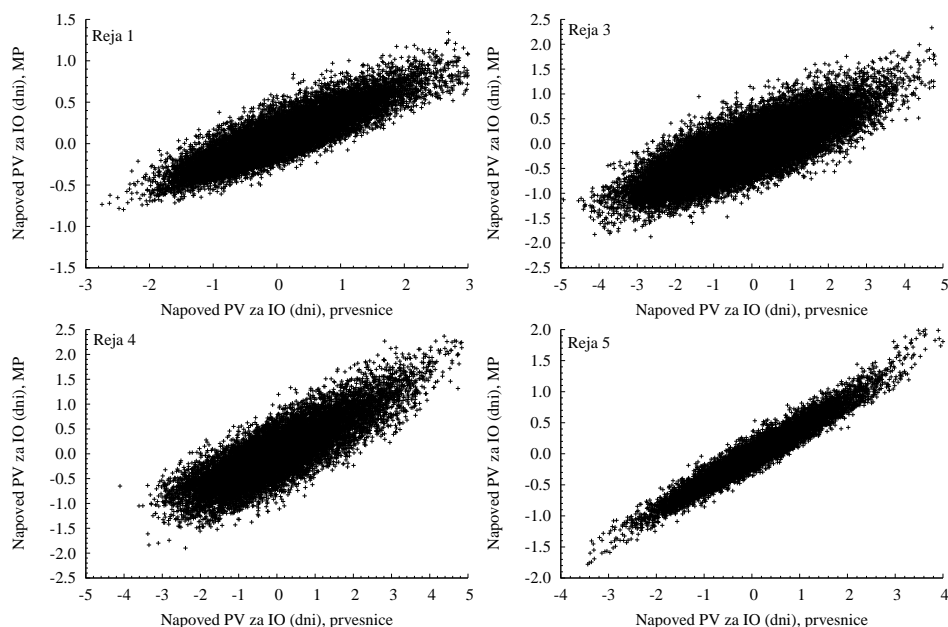 Reja 1
1.5
1.0
0.5
0.0
-0.5
-1.0
-1.5
-3 -2 -1 0 1 2 3
Napoved PV za IO (dni), MP
Napoved PV za IO (dni), prvesnice
Reja 3
2.5
2.0
1.5
1.0
0.5
0.0
-0.5
-1.0
-1.5
-2.0
-2.5
-5 -4 -3 -2 -1 0 1 2 3 4 5
Napoved PV za IO (dni), MP
Napoved PV za IO (dni), prvesnice
Reja 4
2.5
2.0
1.5
1.0
0.5
0.0
-0.5
-1.0
-1.5
-2.0
-2.5
-5 -4 -3 -2 -1 0 1 2 3 4 5
Napoved PV za IO (dni), MP
Napoved PV za IO (dni), prvesnice
Reja 5
2.0
1.5
1.0
0.5
0.0
-0.5
-1.0
-1.5
-2.0
-5 -4 -3 -2 -1 0 1 2 3 4
Napoved PV za IO (dni), MP
Napoved PV za IO (dni), prvesnice